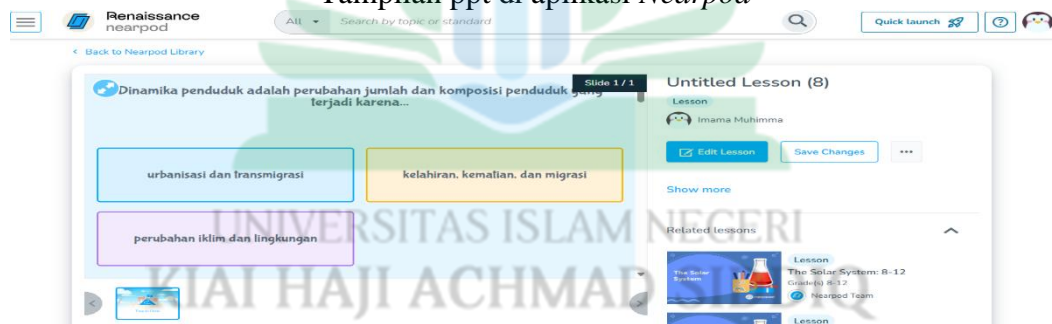 Tampilan ppt di aplikasi Nearpod
Renaissance
nearpod
All
Search by topic or standard
Quick launch
< Back to Nearpod Library
Slide 1 / 1
Dinamika penduduk adalah perubahan jumlah dan komposisi penduduk yang
terjadi karena...
urbanisasi dan transmigrasi
kelahiran, kematian, dan migrasi
perubahan iklim dan lingkungan
Untitled Lesson (8)
Lesson
Imama Muhimma
Edit Lesson
Save Changes
Show more
Related lessons
The Solar
System
Lesson
The Solar System: 8-12
Grade(s) 8-12
Nearpod Team
Lesson
UNIVERSITAS ISLAM NEGERI
KIAI HAJI ACHMAD SIDDIQ